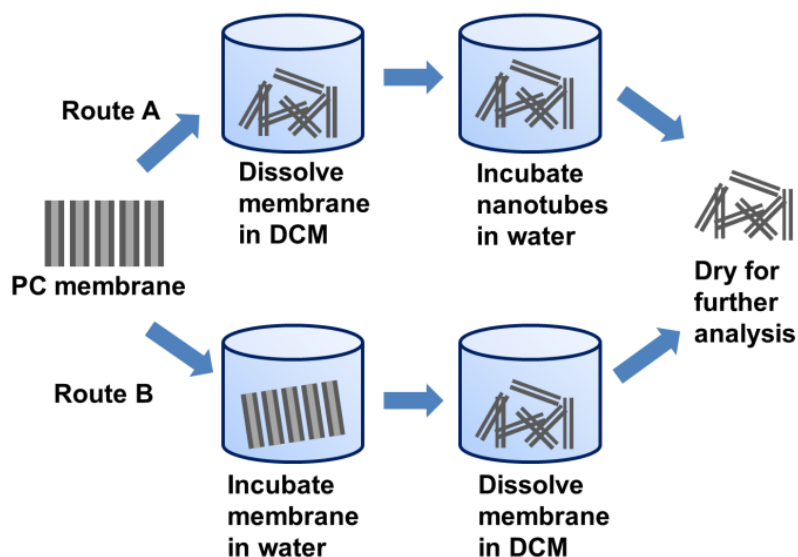 Route A
Dissolve
membrane
in DCM
Incubate
nanotubes
in water
PC membrane
Dry for
further
analysis
Route B
Incubate
membrane
in water
Dissolve
membrane
in DCM